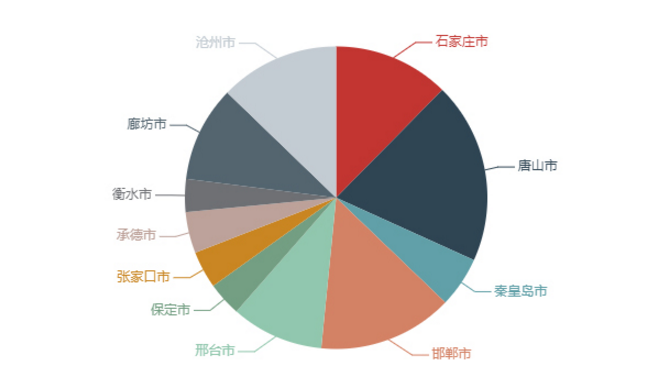 沧州市
石家庄市
廊坊市
唐山市
衡水市
承德市
张家口市
秦皇岛市
保定市
邢台市
邯郸市